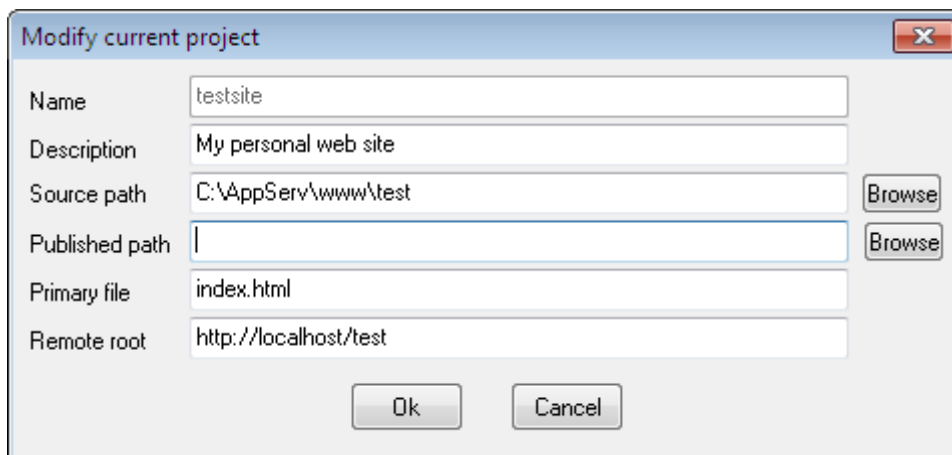 Modify current project
Name testsite
Description My personal web site
Source path C:\AppServ\www\test Browse
Published path Browse
Primary file index.html
Remote root http://localhost/test
Ok Cancel